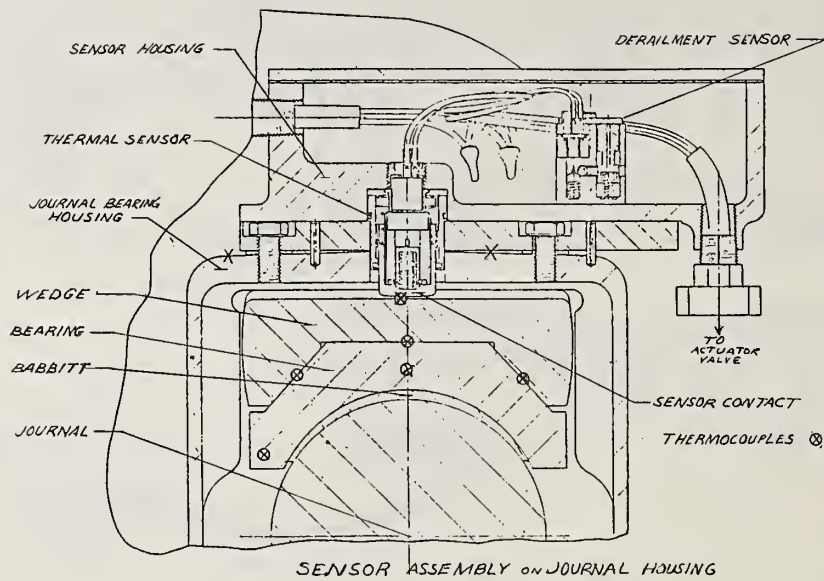 DERAILMENT SENSOR
SENSOR HOUSING
THERMAL SENSOR
JOURNAL BEARING
HOUSING
WEDGE
BEARING
BABBITT
JOURNAL
TO
ACTUATOR
VALVE
SENSOR CONTACT
THERMOCOUPLES ⊗
SENSOR ASSEMBLY ON JOURNAL HOUSING